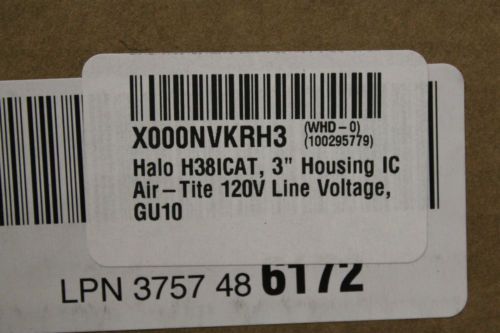 X000NVKRH3 (WHD-0)
(100295779)
Halo H38ICAT, 3" Housing IC
Air-Tite 120V Line Voltage,
GU10
LPN 3757 48 6172